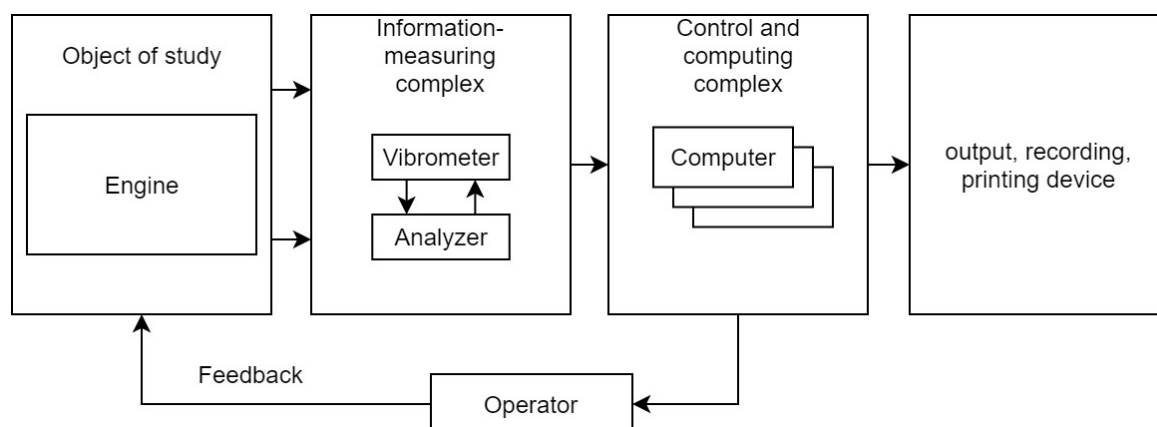 Object of study
Engine
Information-
measuring
complex
Vibrometer
Analyzer
Control and
computing
complex
Computer
output, recording,
printing device
Feedback
Operator